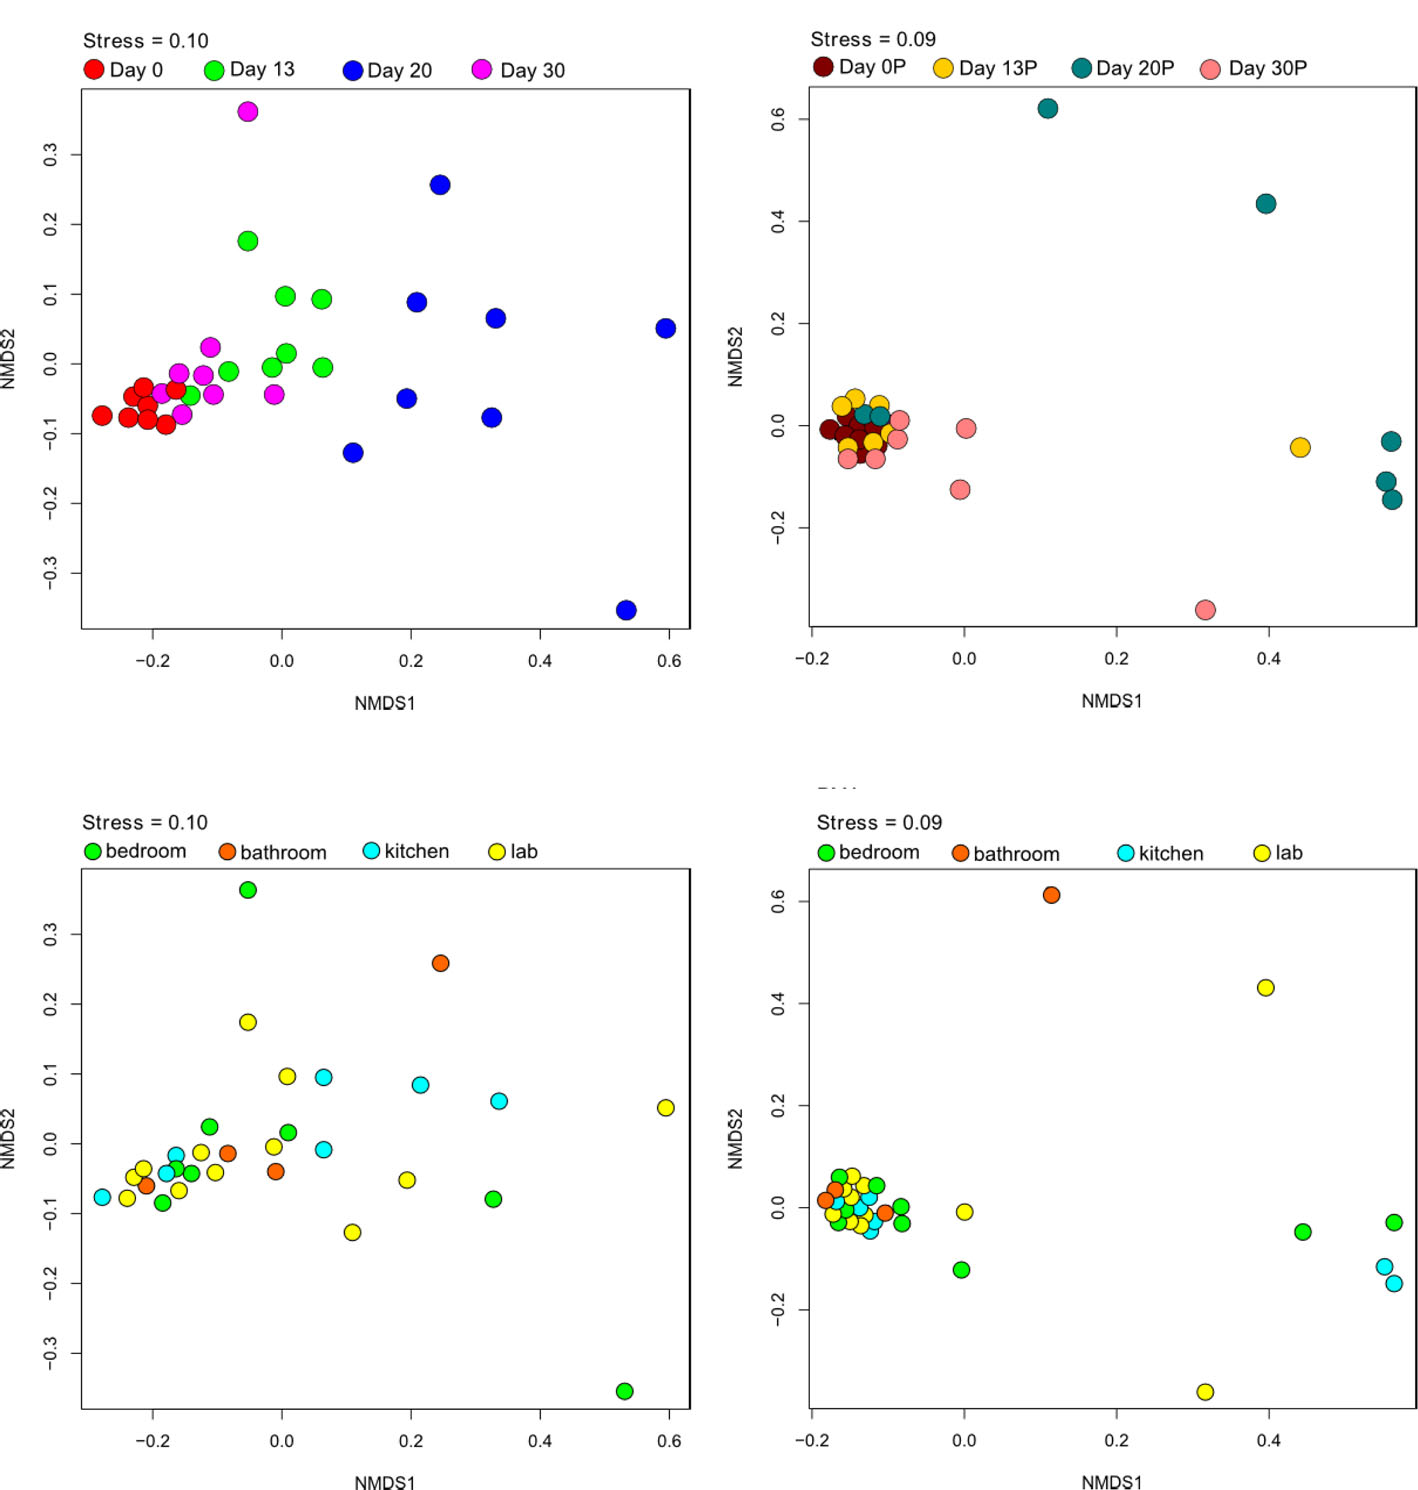 Stress = 0.10
Day 0 Day 13 Day 20 Day 30
NMDS2
0.3
0.2
0.1
0.0
−0.1
−0.2
−0.3
−0.2 0.0 0.2 0.4 0.6
NMDS1
Stress = 0.09
Day 0P Day 13P Day 20P Day 30P
NMDS2
0.6
0.4
0.2
0.0
−0.2
−0.2 0.0 0.2 0.4
NMDS1
Stress = 0.10
bedroom bathroom kitchen lab
NMDS2
0.3
0.2
0.1
0.0
−0.1
−0.2
−0.3
−0.2 0.0 0.2 0.4 0.6
NMDS1
Stress = 0.09
bedroom bathroom kitchen lab
NMDS2
0.6
0.4
0.2
0.0
−0.2
−0.2 0.0 0.2 0.4
NMDS1